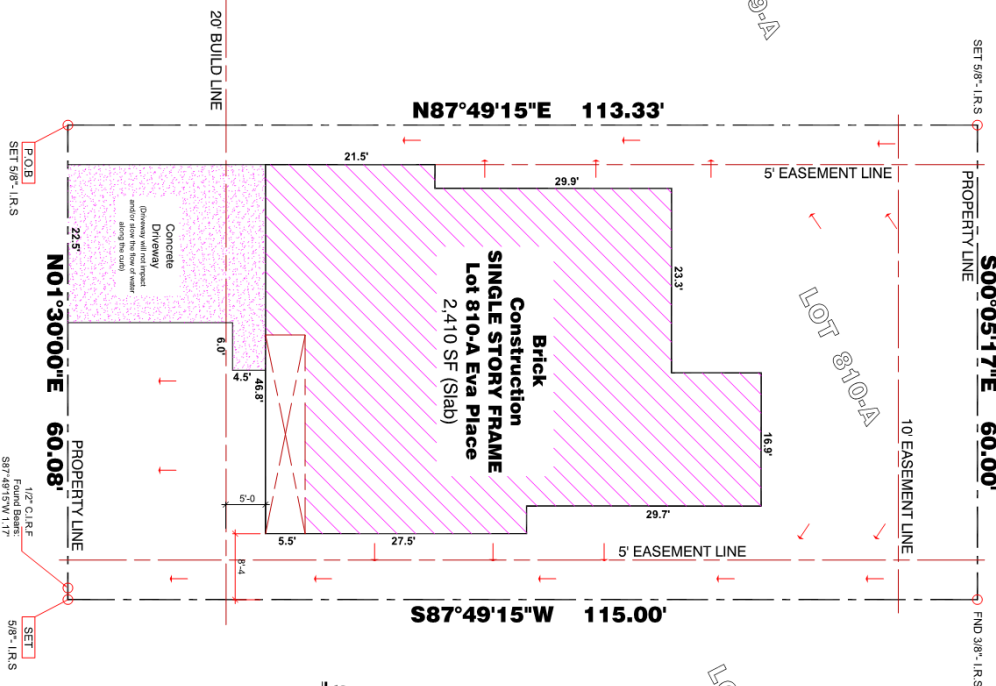 9-A
SET 5/8"- I.R.S
20' BUILD LINE
N87°49'15"E 113.33'
P.O.B
SET 5/8"- I.R.S
21.5'
29.9'
5' EASEMENT LINE
PROPERTY LINE
S00°05'17"E 60.00'
Concrete
Driveway
(Driveway will not impact
and/or slow the flow of water
along the curb)
22.5'
N01°30'00"E 60.08'
23.3'
Brick
Construction
SINGLE STORY FRAME
Lot 810-A Eva Place
2,410 SF (Slab)
LOT 810-A
6.0'
4.5'
46.8'
16.9'
10' EASEMENT LINE
PROPERTY LINE
5'-0
29.7'
5.5'
27.5'
8'-4
5' EASEMENT LINE
1/2" C.I.R.F
Found Bears:
S87°49'15"W 1.17'
S87°49'15"W 115.00'
SET
5/8"- I.R.S
FND 3/8"- I.R.S